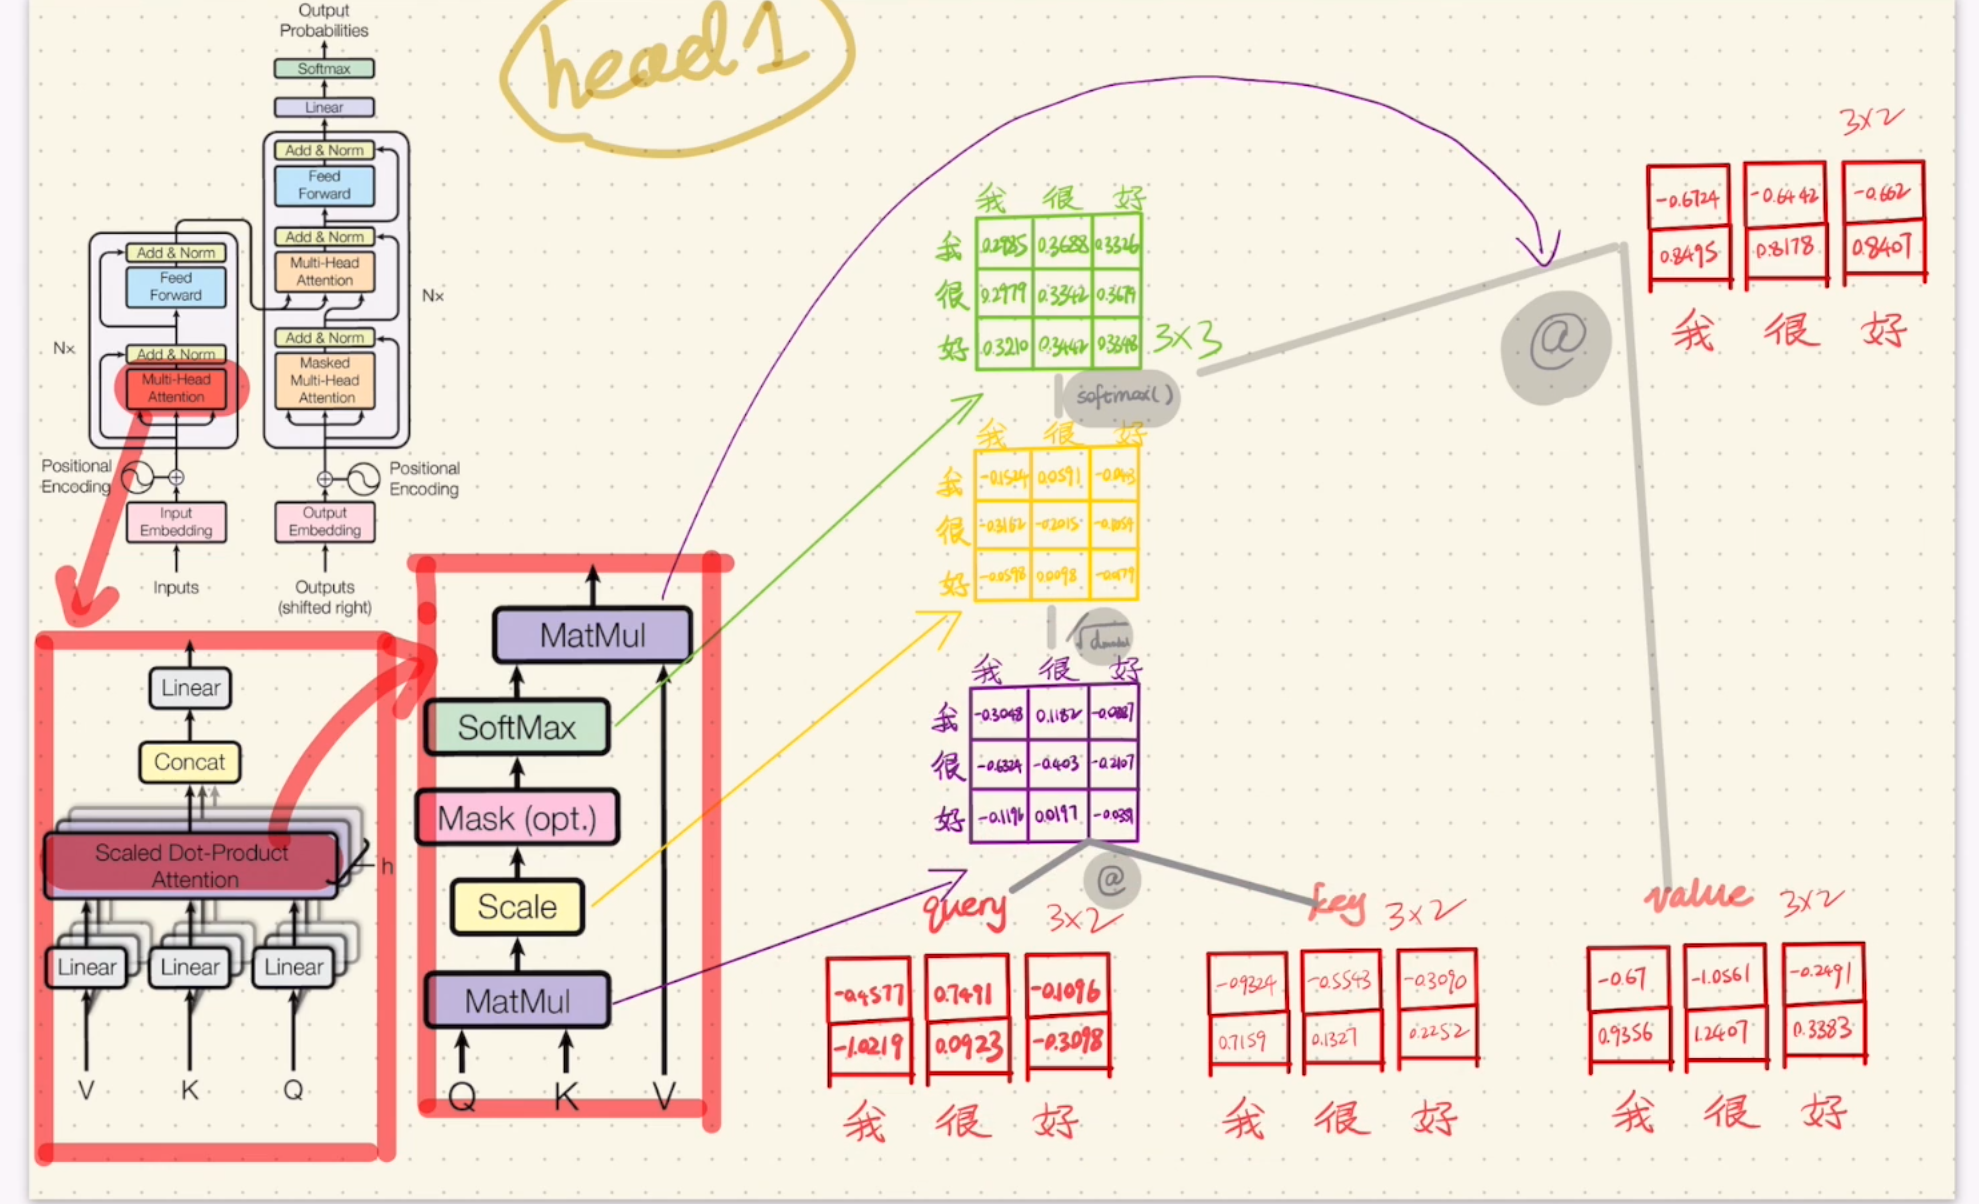 head1
Output
Probabilities
Softmax
Linear
Add & Norm
Feed
Forward
Add & Norm
Multi-Head
Attention
Add & Norm
Masked
Multi-Head
Attention
Nx
Positional
Encoding
Output
Embedding
Outputs
(shifted right)
Add & Norm
Feed
Forward
Nx
Add & Norm
Multi-Head
Attention
Positional
Encoding
Input
Embedding
Inputs
Linear
Concat
Scaled Dot-Product
Attention
h
Linear Linear Linear
V K Q
MatMul
SoftMax
Mask (opt.)
Scale
MatMul
Q K V
我 很 好
我 0.2985 0.3688 0.3326
很 0.2979 0.3342 0.3679
好 0.3210 0.3442 0.3348
3×3
softmax()
我 很 好
我 -0.1524 0.0591 -0.043
很 -0.3162 -0.2015 -0.1054
好 -0.0598 0.0098 -0.0179
我 很 好
我 -0.3048 0.1182
很 -0.6324 -0.403 -0.2107
好 -0.1196 0.0197
@
query 3×2
-0.4577 0.7491 -0.1096
-1.0219 0.0923 -0.3098
我 很 好
key 3×2
-0.9324 -0.5543 -0.3090
0.7159 0.1327 0.2252
我 很 好
value 3×2
-0.67 -1.0561 -0.2491
0.9356 1.2407 0.3383
我 很 好
@
3×2
-0.6724 -0.6442 -0.662
0.8495 0.8178 0.8407
我 很 好